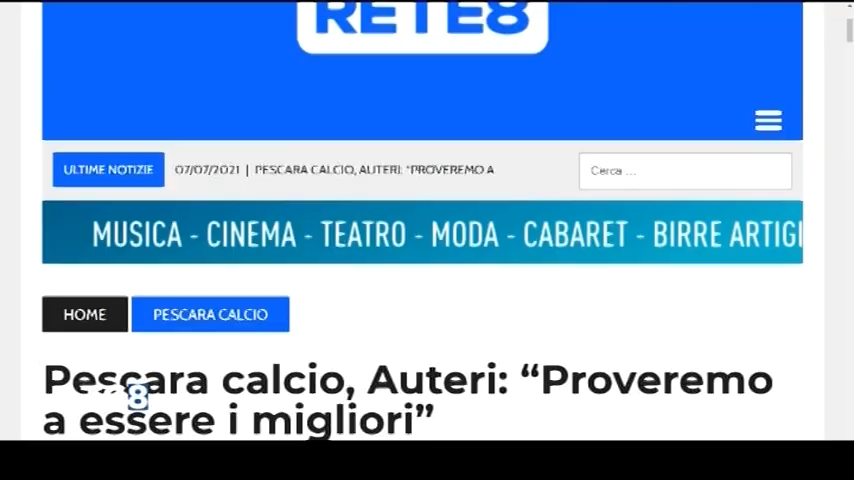 RETE8
ULTIME NOTIZIE 07/07/2021 | PESCARA CALCIO, AUTERI: “PROVEREMO A
Cerca …
MUSICA - CINEMA - TEATRO - MODA - CABARET - BIRRE ARTIGI
HOME PESCARA CALCIO
Pescara calcio, Auteri: “Proveremo
a essere i migliori”
8